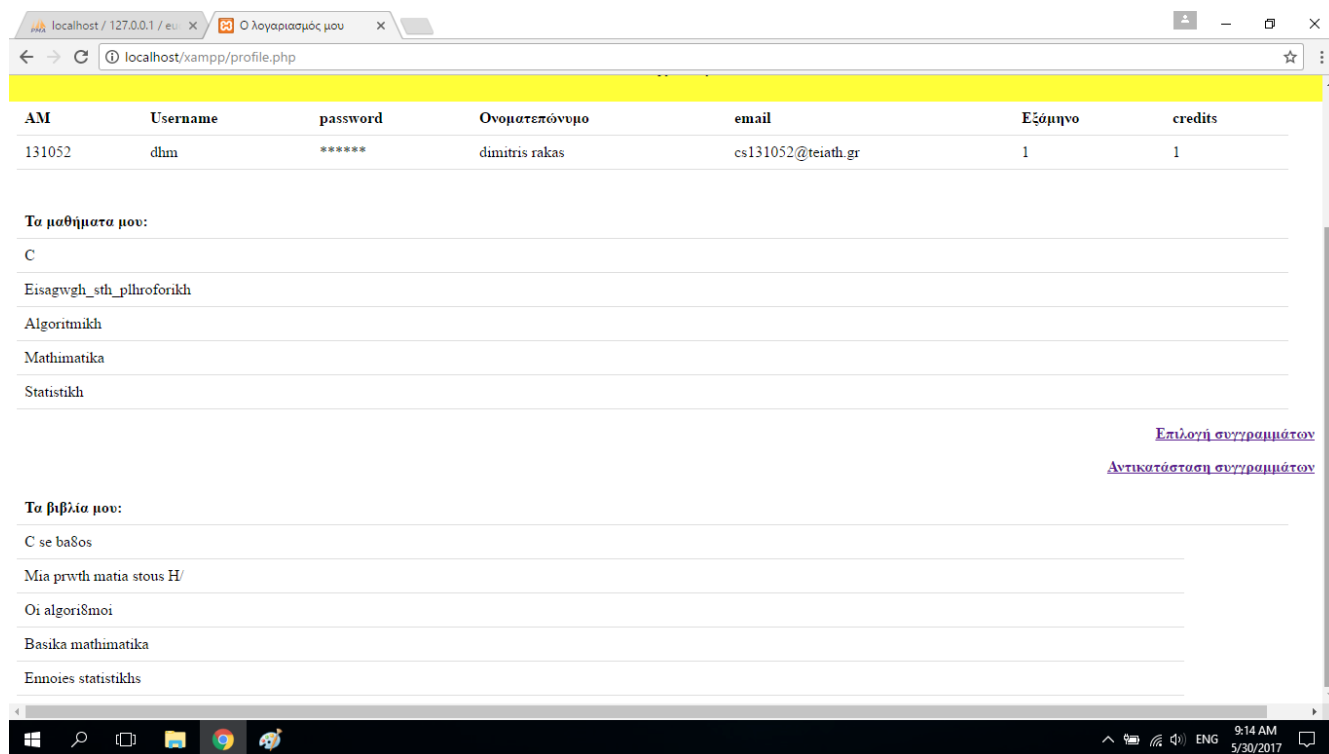 localhost / 127.0.0.1 / eu
Ο λογαριασμός μου
localhost/xampp/profile.php
ΑΜ Username password Ονοματεπώνυμο email Εξάμηνο credits
131052 dhm ****** dimitris rakas cs131052@teiath.gr 1 1
Τα μαθήματα μου:
C
Eisagwgh_sth_plhroforikh
Algoritmikh
Mathimatika
Statistikh
Επιλογή συγγραμμάτων
Αντικατάσταση συγγραμμάτων
Τα βιβλία μου:
C se ba8os
Mia prwth matia stous H/
Oi algori8moi
Basika mathimatika
Ennoies statistikhs
ENG
9:14 AM
5/30/2017